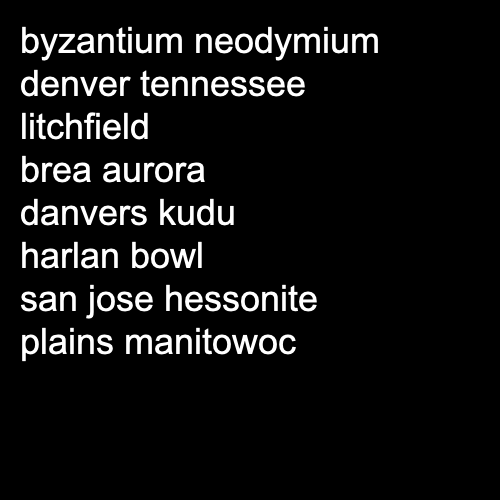 byzantium neodymium
denver tennessee
litchfield
brea aurora
danvers kudu
harlan bowl
san jose hessonite
plains manitowoc